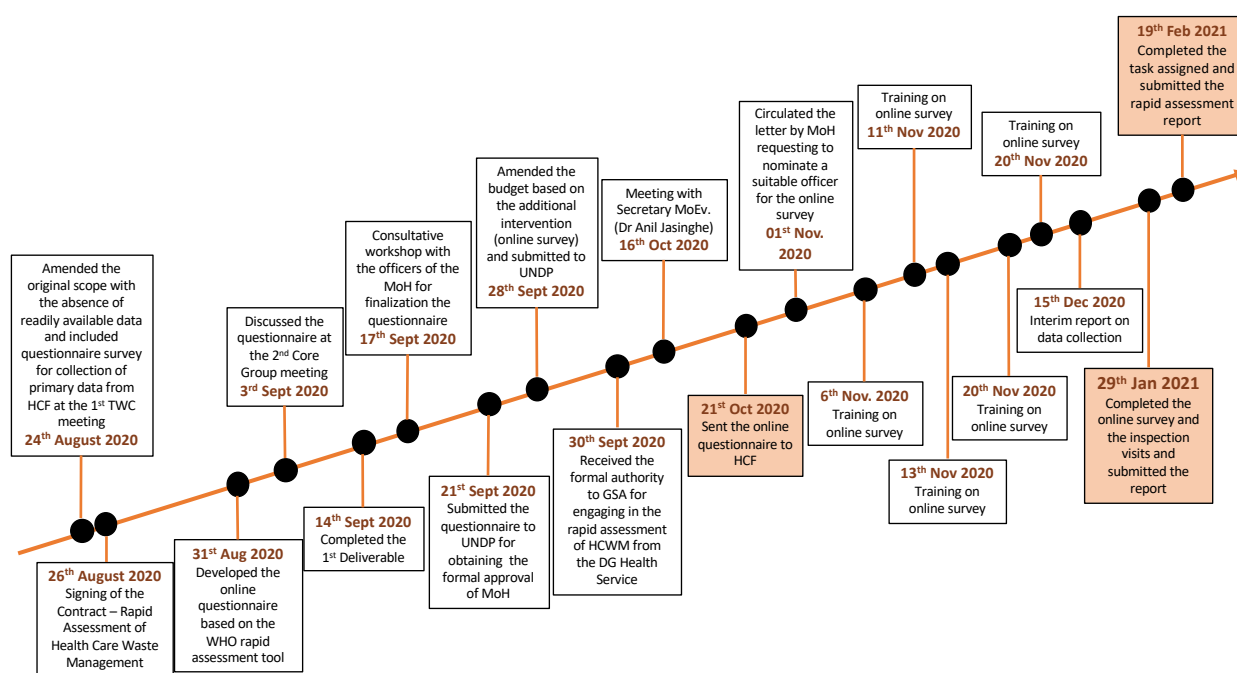 Amended the
original scope with
the absence of
readily available data
and included
questionnaire survey
for collection of
primary data from
HCF at the 1st TWC
meeting
24th August 2020
26th August 2020
Signing of the
Contract – Rapid
Assessment of
Health Care Waste
Management
31st Aug 2020
Developed the
online
questionnaire
based on the
WHO rapid
assessment tool
Discussed the
questionnaire at
the 2nd Core
Group meeting
3rd Sept 2020
14th Sept 2020
Completed the
1st Deliverable
Consultative
workshop with
the officers of the
MoH for
finalization the
questionnaire
17th Sept 2020
21st Sept 2020
Submitted the
questionnaire to
UNDP for
obtaining the
formal approval
of MoH
Amended the
budget based on
the additional
intervention
(online survey)
and submitted to
UNDP
28th Sept 2020
30th Sept 2020
Received the
formal authority
to GSA for
engaging in the
rapid assessment
of HCWM from
the DG Health
Service
Meeting with
Secretary MoEv.
(Dr Anil Jasinghe)
16th Oct 2020
21st Oct 2020
Sent the online
questionnaire to
HCF
Circulated the
letter by MoH
requesting to
nominate a
suitable officer
for the online
survey
01st Nov.
2020
6th Nov. 2020
Training on
online survey
Training on
online survey
11th Nov 2020
13th Nov 2020
Training on
online survey
20th Nov 2020
Training on
online survey
Training on
online survey
20th Nov 2020
15th Dec 2020
Interim report on
data collection
29th Jan 2021
Completed the
online survey and
the inspection
visits and
submitted the
report
19th Feb 2021
Completed the
task assigned and
submitted the
rapid assessment
report